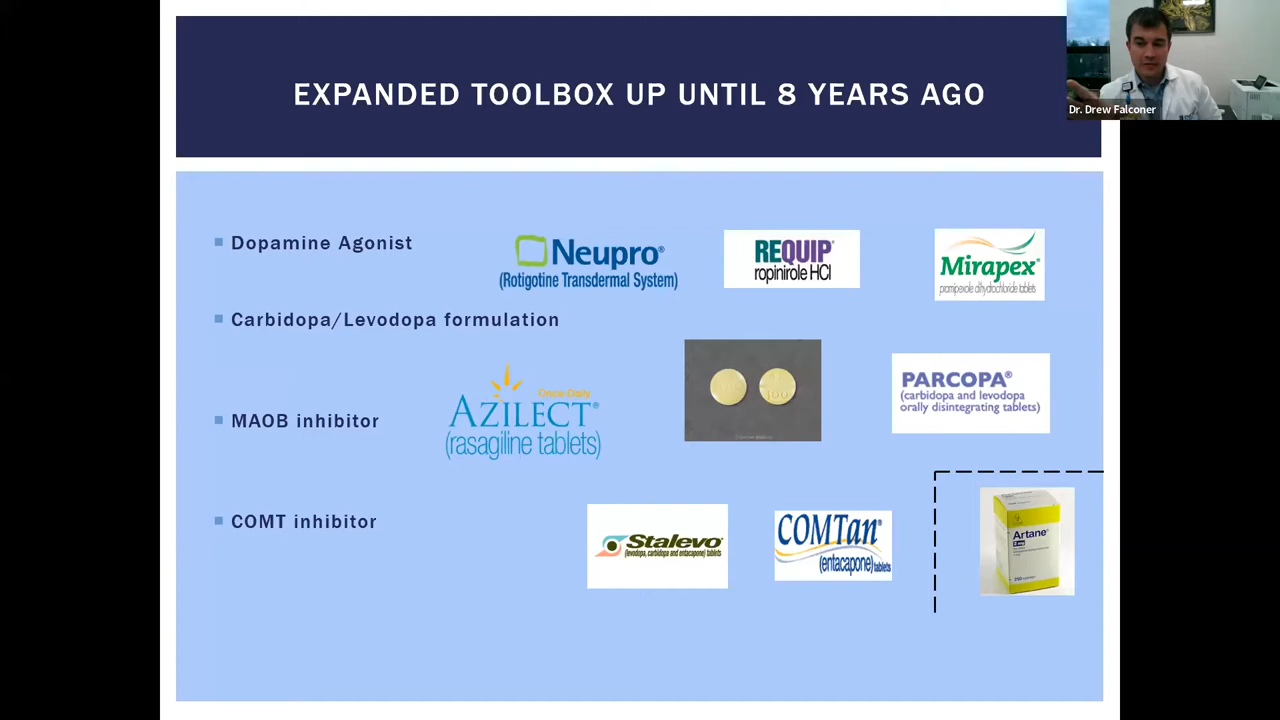 Dr. Drew Falconer
EXPANDED TOOLBOX UP UNTIL 8 YEARS AGO
Dopamine Agonist
Neupro®
(Rotigotine Transdermal System)
REQUIP®
ropinirole HCl
Mirapex®
pramipexole dihydrochloride tablets
Carbidopa/Levodopa formulation
100
PARCOPA®
(carbidopa and levodopa
orally disintegrating tablets)
MAOB inhibitor
Once-Daily
AZILECT®
(rasagiline tablets)
COMT inhibitor
Stalevo®
(levodopa, carbidopa and entacapone) tablets
COMTan®
(entacapone) tablets
Artane®